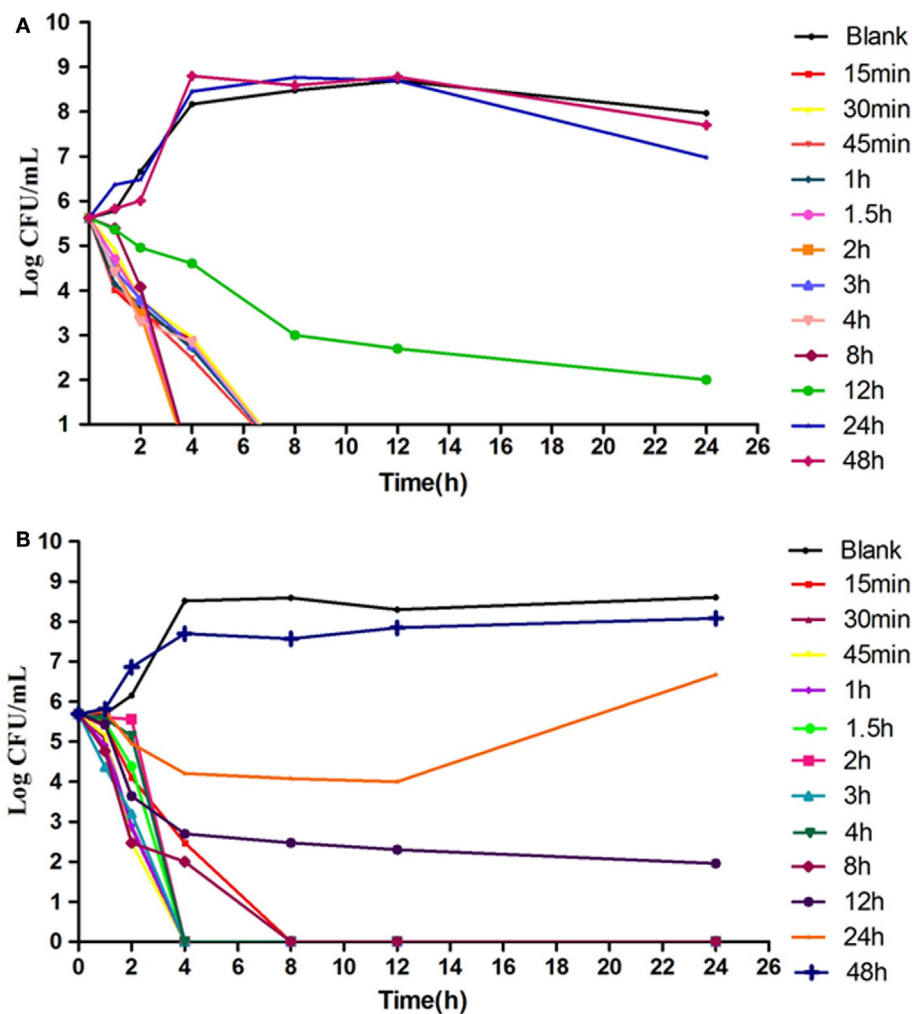 A
10
9
8
7
6
5
4
3
2
1
Log CFU/mL
2 4 6 8 10 12 14 16 18 20 22 24 26
Time(h)
Blank
15min
30min
45min
1h
1.5h
2h
3h
4h
8h
12h
24h
48h
B
10
9
8
7
6
5
4
3
2
1
0
Log CFU/mL
0 2 4 6 8 10 12 14 16 18 20 22 24 26
Time(h)
Blank
15min
30min
45min
1h
1.5h
2h
3h
4h
8h
12h
24h
48h